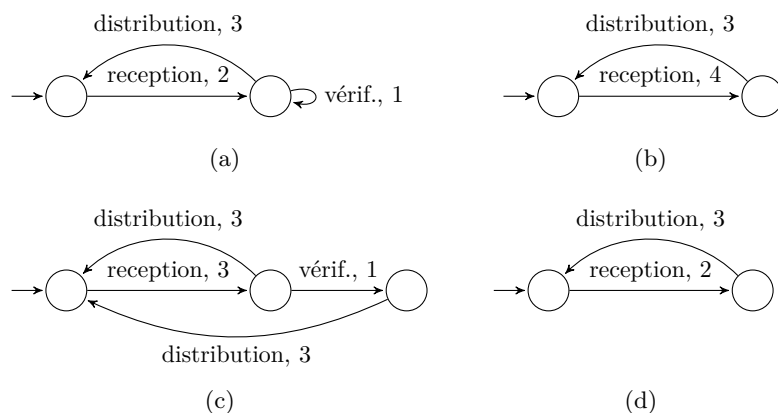 distribution, 3
reception, 2
vérif., 1
(a)
distribution, 3
reception, 4
(b)
distribution, 3
reception, 3
vérif., 1
distribution, 3
(c)
distribution, 3
reception, 2
(d)